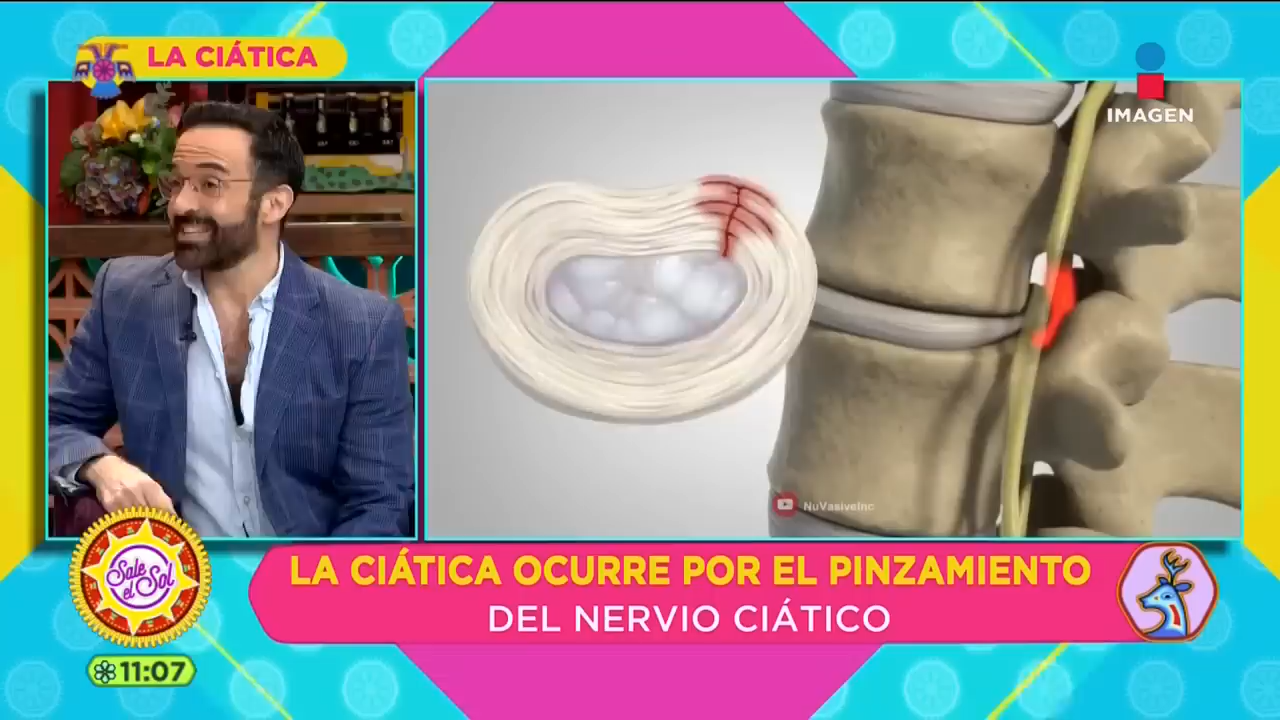 LA CIÁTICA
IMAGEN
NuVasiveInc
LA CIÁTICA OCURRE POR EL PINZAMIENTO
DEL NERVIO CIÁTICO
Sale
el Sol
11:07